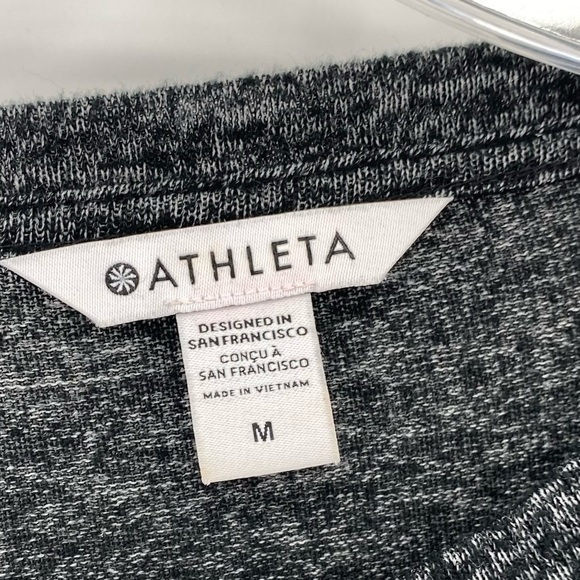 ATHLETA
DESIGNED IN
SAN FRANCISCO
CONÇU À
SAN FRANCISCO
MADE IN VIETNAM
M